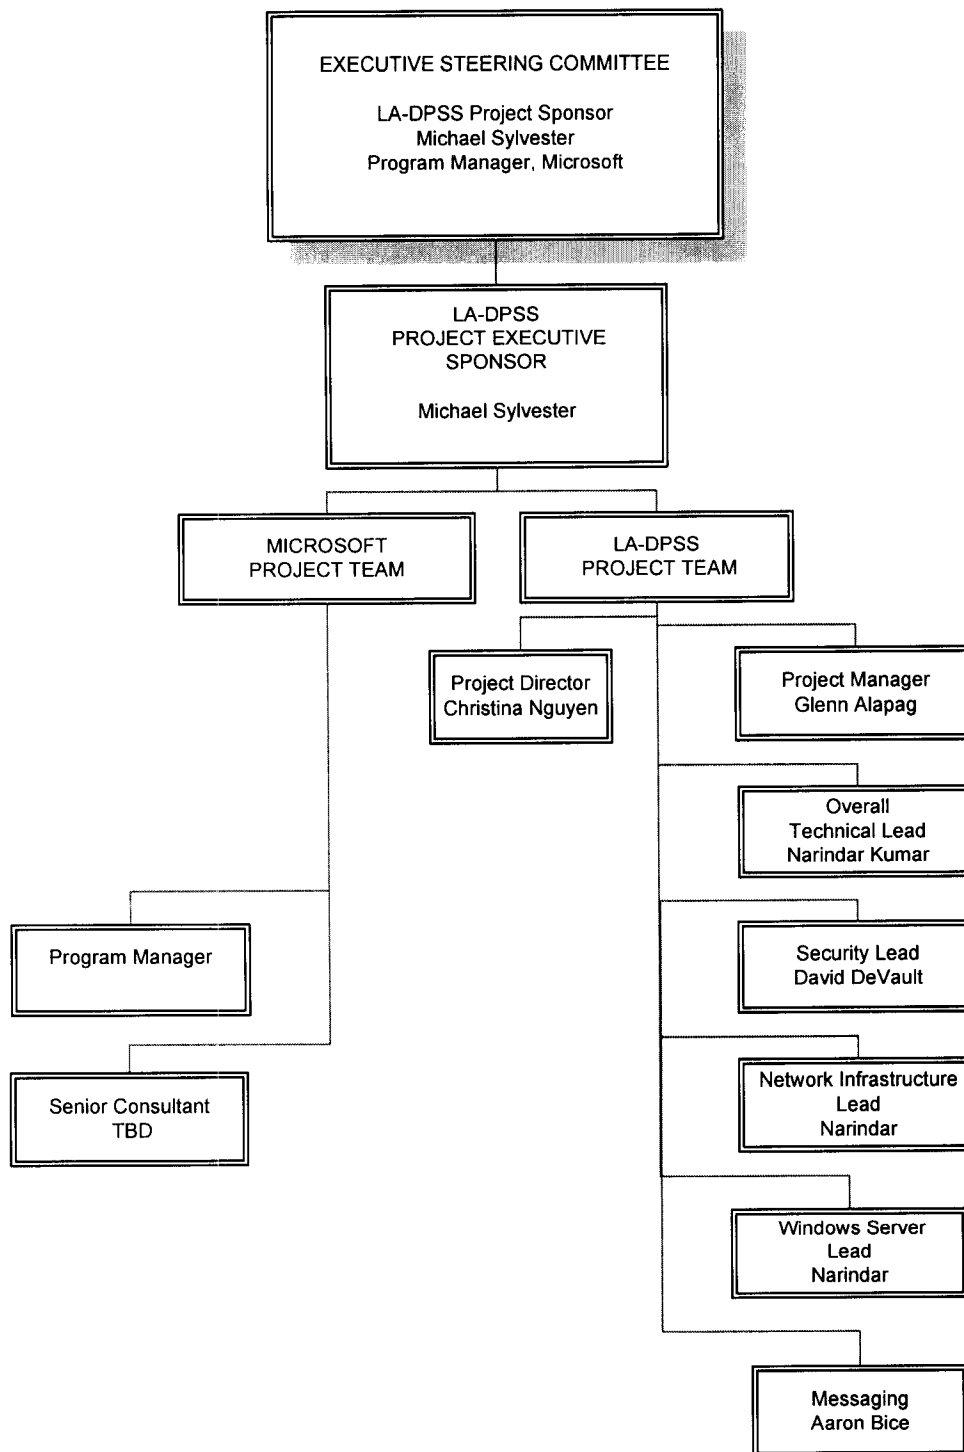 EXECUTIVE STEERING COMMITTEE
LA-DPSS Project Sponsor
Michael Sylvester
Program Manager, Microsoft
LA-DPSS
PROJECT EXECUTIVE
SPONSOR
Michael Sylvester
MICROSOFT
PROJECT TEAM
LA-DPSS
PROJECT TEAM
Project Director
Christina Nguyen
Project Manager
Glenn Alapag
Overall
Technical Lead
Narindar Kumar
Program Manager
Security Lead
David DeVault
Senior Consultant
TBD
Network Infrastructure
Lead
Narindar
Windows Server
Lead
Narindar
Messaging
Aaron Bice